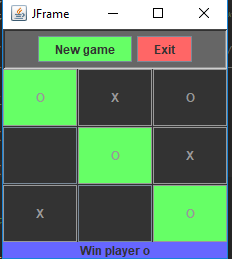 JFrame
New game Exit
O X O
O X
X O
Win player o